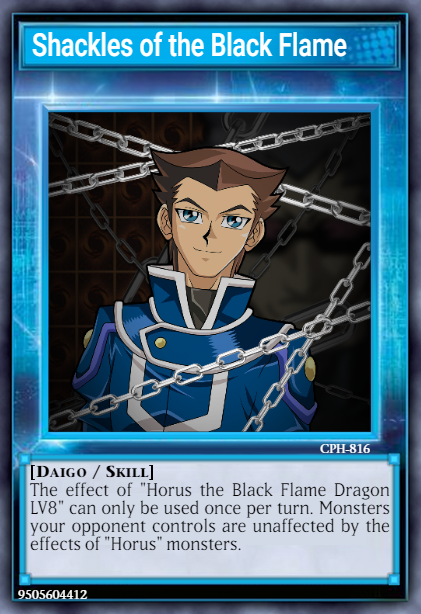 Shackles of the Black Flame
CPH-816
[Daigo / Skill]
The effect of "Horus the Black Flame Dragon
LV8" can only be used once per turn. Monsters
your opponent controls are unaffected by the
effects of "Horus" monsters.
9505604412